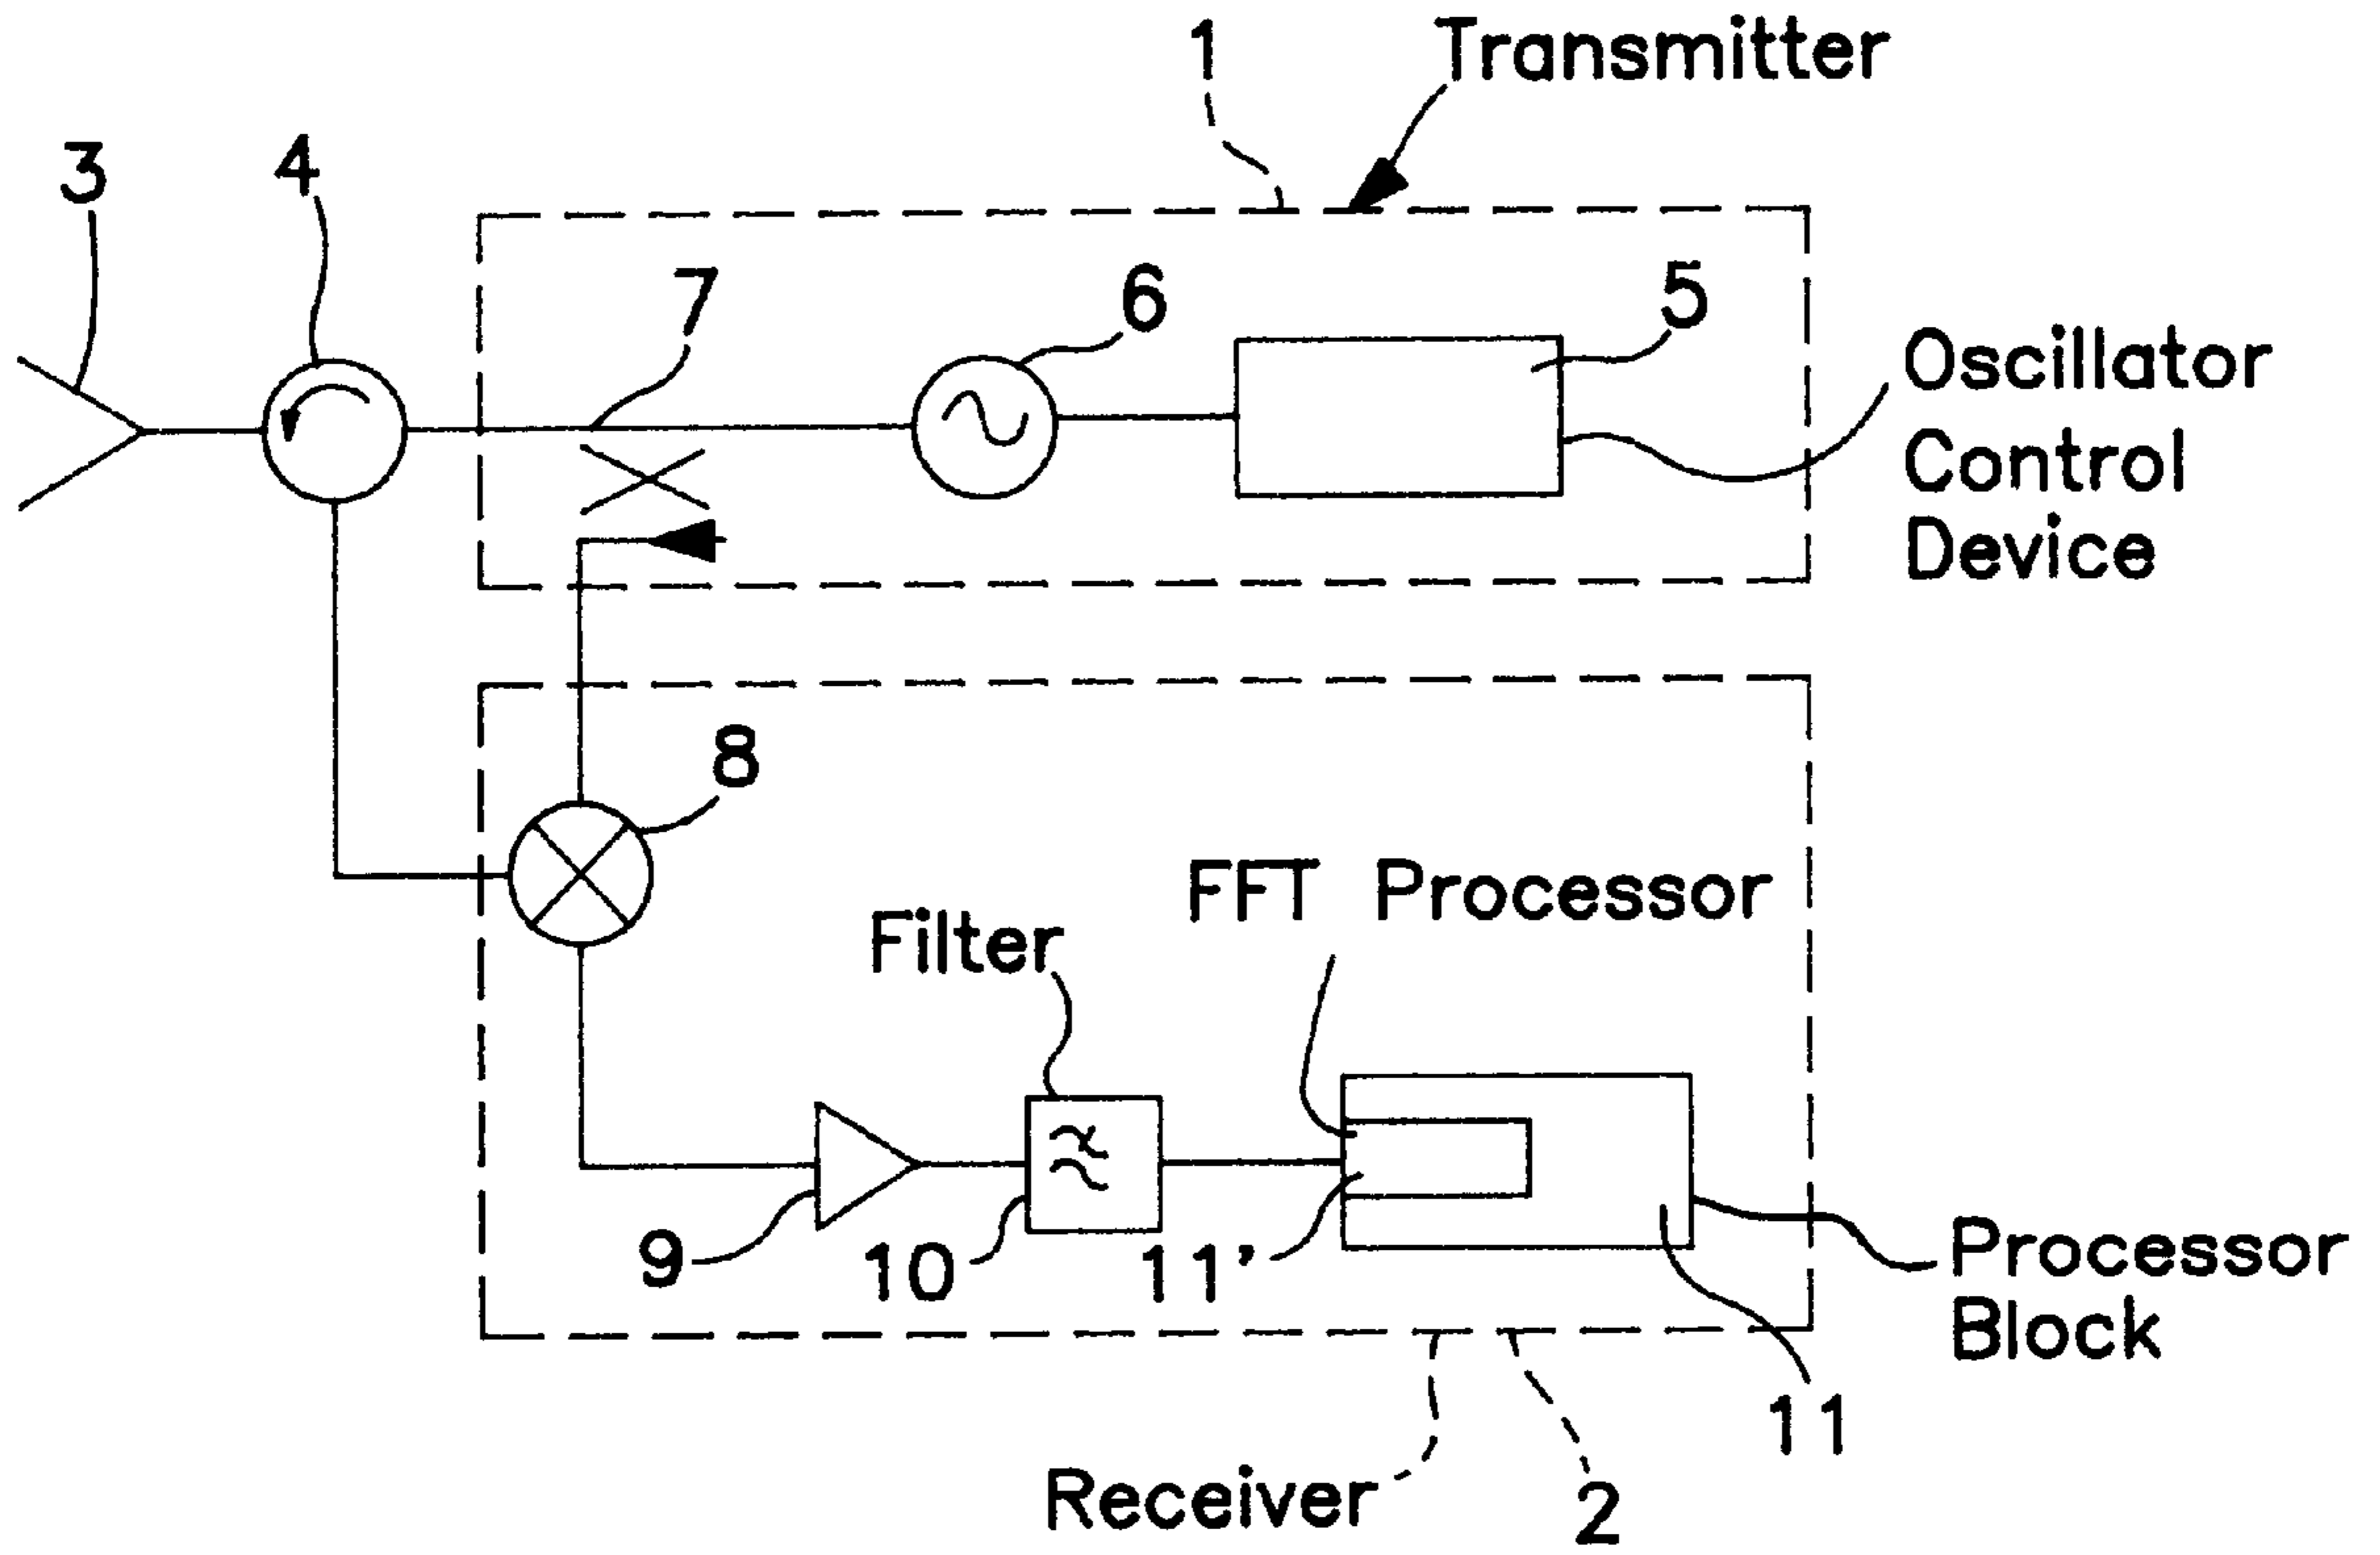 1
Transmitter
3
4
7
6
5
Oscillator
Control
Device
8
FFT Processor
Filter
9
10
11’
Processor
Block
11
Receiver
2